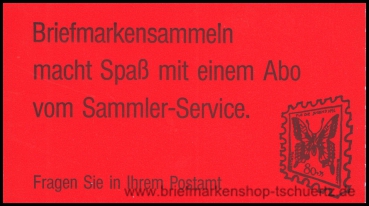 Briefmarkensammeln
macht Spaß mit einem Abo
vom Sammler-Service.
Fragen Sie in Ihrem Postamt
www.briefmarkenshop-tschuertz.de